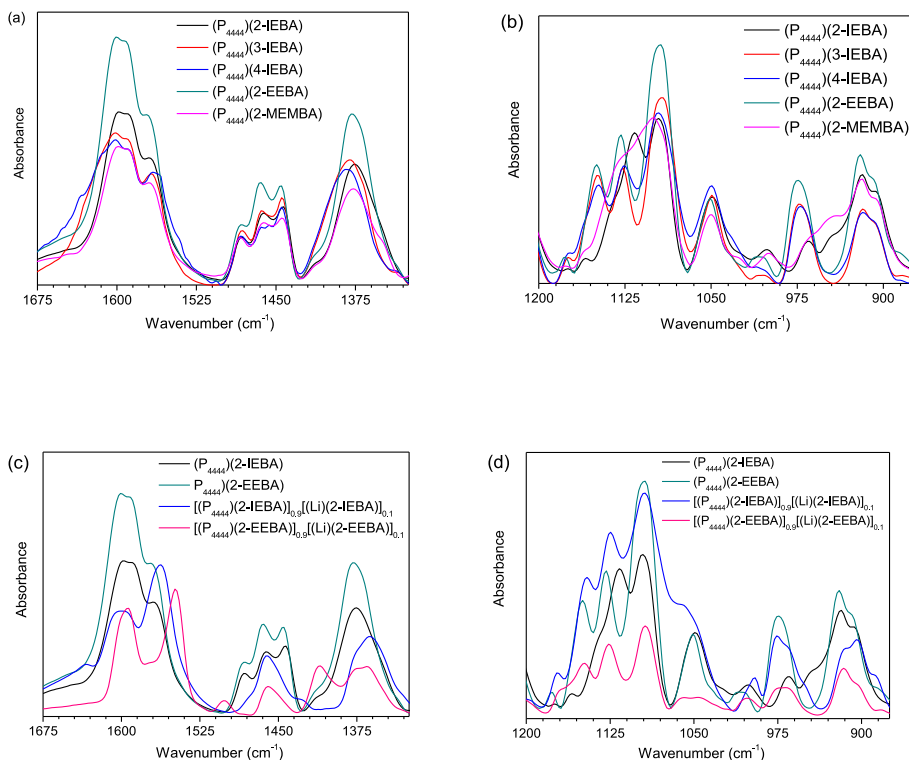 (a)
(P4444)(2-IEBA)
(P4444)(3-IEBA)
(P4444)(4-IEBA)
(P4444)(2-EEBA)
(P4444)(2-MEMBA)
Absorbance
1675 1600 1525 1450 1375
Wavenumber (cm-1)
(b)
(P4444)(2-IEBA)
(P4444)(3-IEBA)
(P4444)(4-IEBA)
(P4444)(2-EEBA)
(P4444)(2-MEMBA)
Absorbance
1200 1125 1050 975 900
Wavenumber (cm-1)
(c)
(P4444)(2-IEBA)
P4444)(2-EEBA)
[(P4444)(2-IEBA)]0.9[(Li)(2-IEBA)]0.1
[(P4444)(2-EEBA)]0.9[(Li)(2-EEBA)]0.1
Absorbance
1675 1600 1525 1450 1375
Wavenumber (cm-1)
(d)
(P4444)(2-IEBA)
(P4444)(2-EEBA)
[(P4444)(2-IEBA)]0.9[(Li)(2-IEBA)]0.1
[(P4444)(2-EEBA)]0.9[(Li)(2-EEBA)]0.1
Absorbance
1200 1125 1050 975 900
Wavenumber (cm-1)